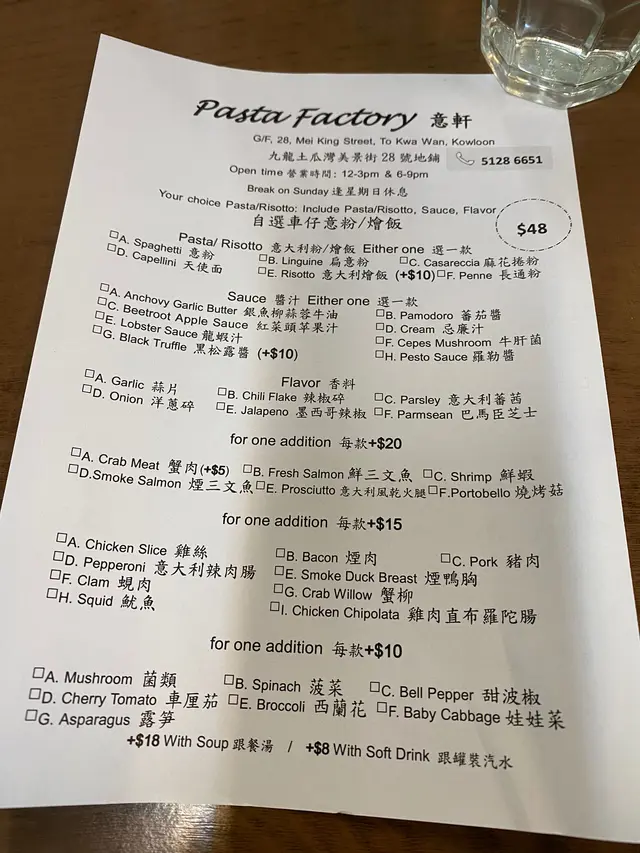 Pasta Factory 意軒
G/F, 28, Mei King Street, To Kwa Wan, Kowloon
九龍土瓜灣美景街 28 號地鋪 5128 6651
Open time 營業時間: 12-3pm & 6-9pm
Break on Sunday 逢星期日休息
Your choice Pasta/Risotto: Include Pasta/Risotto, Sauce, Flavor
自選車仔意粉/燴飯 $48
Pasta/ Risotto 意大利粉/燴飯 Either one 選一款
□A. Spaghetti 意粉 □B. Linguine 扁意粉 □C. Casareccia 麻花捲粉
□D. Capellini 天使面 □E. Risotto 意大利燴飯 (+$10) □F. Penne 長通粉
Sauce 醬汁 Either one 選一款
□A. Anchovy Garlic Butter 銀魚柳蒜蓉牛油 □B. Pamodoro 蕃茄醬
□C. Beetroot Apple Sauce 紅菜頭苹果汁 □D. Cream 忌廉汁
□E. Lobster Sauce 龍蝦汁 □F. Cepes Mushroom 牛肝菌
□G. Black Truffle 黑松露醬 (+$10) □H. Pesto Sauce 羅勒醬
Flavor 香料
□A. Garlic 蒜片 □B. Chili Flake 辣椒碎 □C. Parsley 意大利蕃茜
□D. Onion 洋蔥碎 □E. Jalapeno 墨西哥辣椒 □F. Parmsean 巴馬臣芝士
for one addition 每款+$20
□A. Crab Meat 蟹肉(+$5) □B. Fresh Salmon 鮮三文魚 □C. Shrimp 鮮蝦
□D.Smoke Salmon 煙三文魚 □E. Prosciutto 意大利風乾火腿 □F.Portobello 燒烤菇
for one addition 每款+$15
□A. Chicken Slice 雞絲 □B. Bacon 煙肉 □C. Pork 豬肉
□D. Pepperoni 意大利辣肉腸 □E. Smoke Duck Breast 煙鴨胸
□F. Clam 蜆肉 □G. Crab Willow 蟹柳
□H. Squid 魷魚 □I. Chicken Chipolata 雞肉直布羅陀腸
for one addition 每款+$10
□A. Mushroom 菌類 □B. Spinach 菠菜 □C. Bell Pepper 甜波椒
□D. Cherry Tomato 車厘茄 □E. Broccoli 西蘭花 □F. Baby Cabbage 娃娃菜
□G. Asparagus 露笋
+$18 With Soup 跟餐湯 / +$8 With Soft Drink 跟罐裝汽水